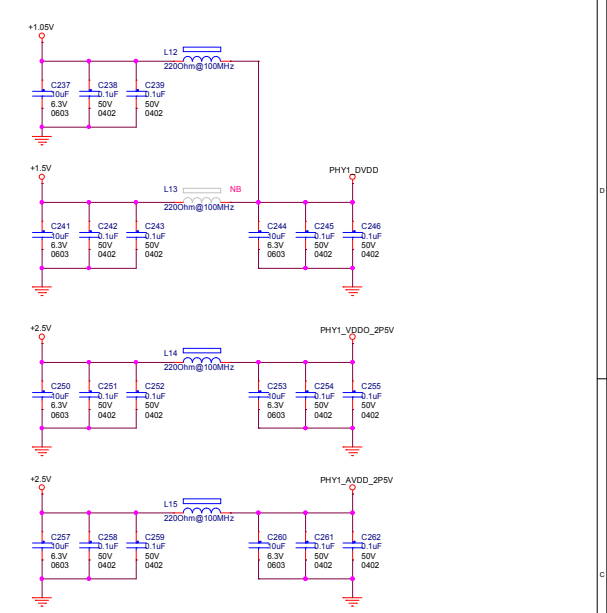 +1.05V
L12
220Ohm@100MHz
C237
10uF
6.3V
0603
C238
0.1uF
50V
0402
C239
0.1uF
50V
0402
+1.5V
PHY1_DVDD
L13
NB
220Ohm@100MHz
D
C241
10uF
6.3V
0603
C242
0.1uF
50V
0402
C243
0.1uF
50V
0402
C244
10uF
6.3V
0603
C245
0.1uF
50V
0402
C246
0.1uF
50V
0402
+2.5V
PHY1_VDDO_2P5V
L14
220Ohm@100MHz
C250
10uF
6.3V
0603
C251
0.1uF
50V
0402
C252
0.1uF
50V
0402
C253
10uF
6.3V
0603
C254
0.1uF
50V
0402
C255
0.1uF
50V
0402
+2.5V
PHY1_AVDD_2P5V
L15
220Ohm@100MHz
C257
10uF
6.3V
0603
C258
0.1uF
50V
0402
C259
0.1uF
50V
0402
C260
10uF
6.3V
0603
C261
0.1uF
50V
0402
C262
0.1uF
50V
0402
C